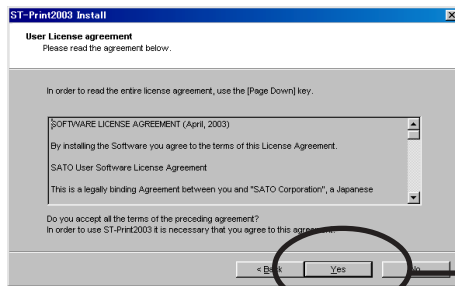 ST-Print2003 Install
User License agreement
Please read the agreement below.
In order to read the entire license agreement, use the [Page Down] key.
SOFTWARE LICENSE AGREEMENT (April, 2003)
By installing the Software you agree to the terms of this License Agreement.
SATO User Software License Agreement
This is a legally binding Agreement between you and "SATO Corporation", a Japanese
Do you accept all the terms of the preceding agreement?
In order to use ST-Print2003 it is necessary that you agree to this agreement.
< Back
Yes
No